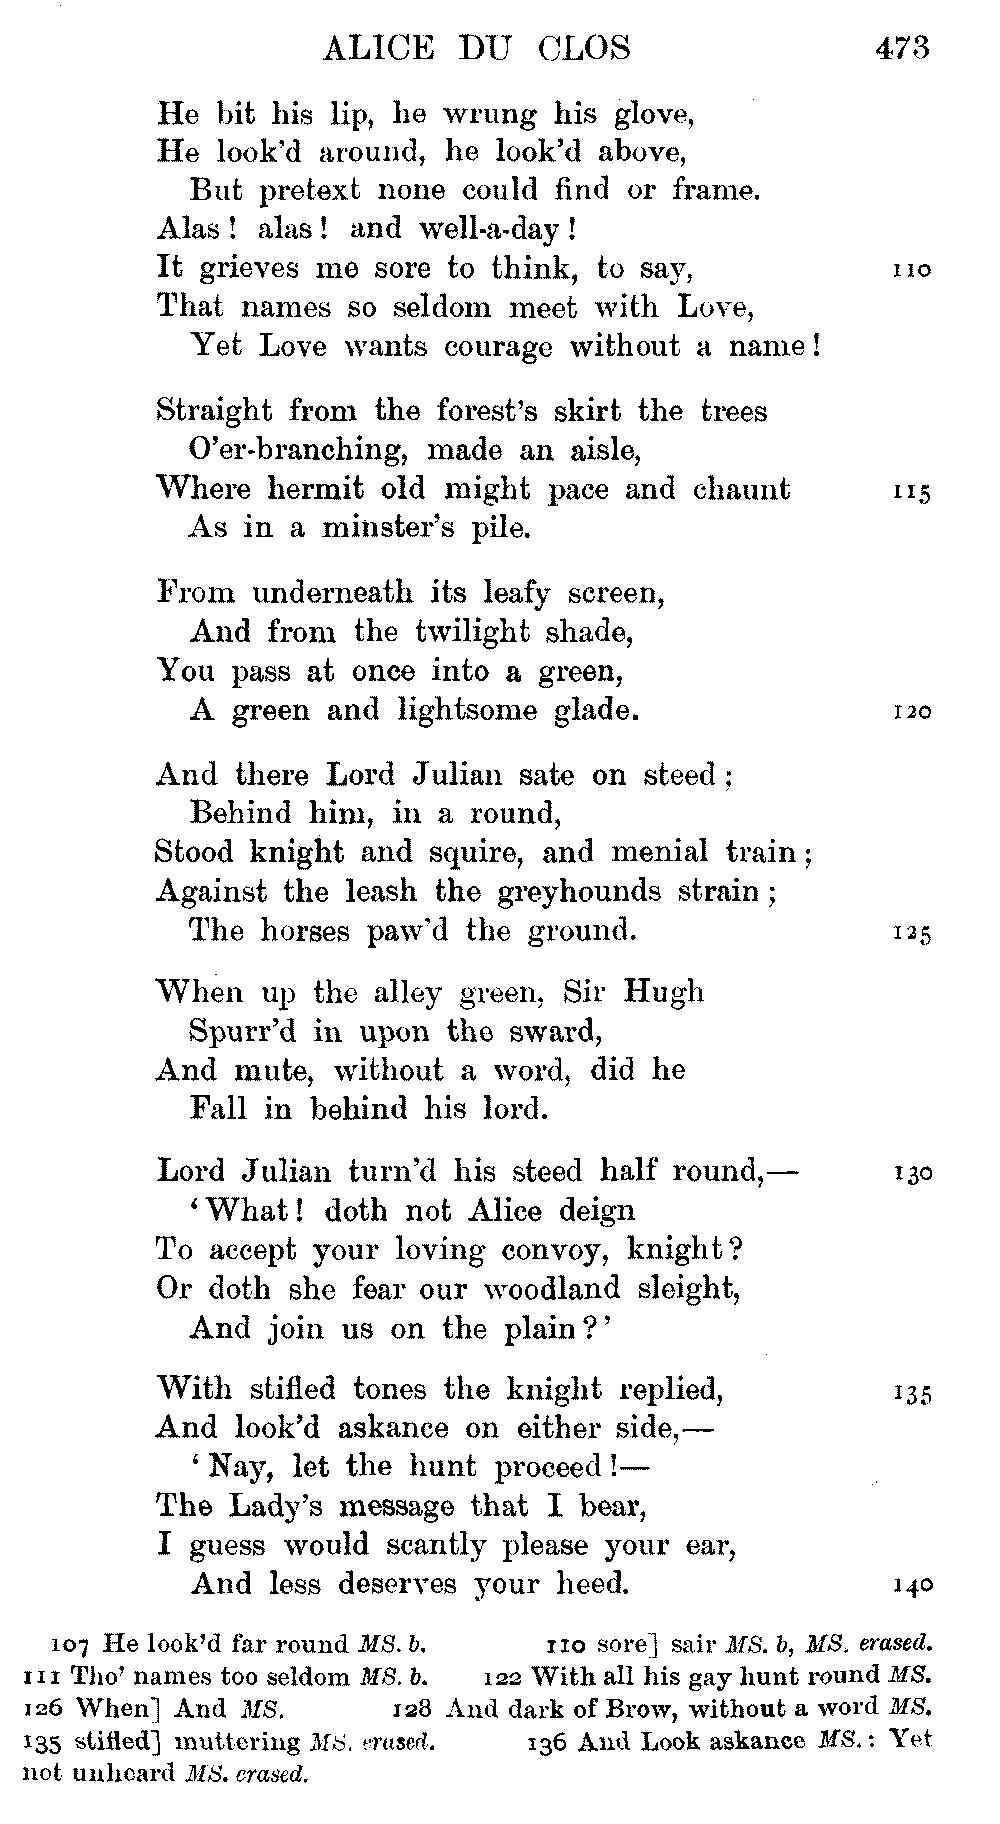 ALICE DU CLOS 473
He bit his lip, he wrung his glove,
He look'd around, he look'd above,
But pretext none could find or frame.
Alas! alas! and well-a-day!
It grieves me sore to think, to say, 110
That names so seldom meet with Love,
Yet Love wants courage without a name!
Straight from the forest's skirt the trees
O'er-branching, made an aisle,
Where hermit old might pace and chaunt 115
As in a minster's pile.
From underneath its leafy screen,
And from the twilight shade,
You pass at once into a green,
A green and lightsome glade. 120
And there Lord Julian sate on steed;
Behind him, in a round,
Stood knight and squire, and menial train;
Against the leash the greyhounds strain;
The horses paw'd the ground. 125
When up the alley green, Sir Hugh
Spurr'd in upon the sward,
And mute, without a word, did he
Fall in behind his lord.
Lord Julian turn'd his steed half round,— 130
'What! doth not Alice deign
To accept your loving convoy, knight?
Or doth she fear our woodland sleight,
And join us on the plain?'
With stifled tones the knight replied, 135
And look'd askance on either side,—
'Nay, let the hunt proceed!—
The Lady's message that I bear,
I guess would scantly please your ear,
And less deserves your heed. 140
107 He look'd far round MS. b. 110 sore] sair MS. b, MS. erased.
111 Tho' names too seldom MS. b. 122 With all his gay hunt round MS.
126 When] And MS. 128 And dark of Brow, without a word MS.
135 stifled] muttering MS. erased. 136 And Look askance MS.: Yet
not unheard MS. erased.